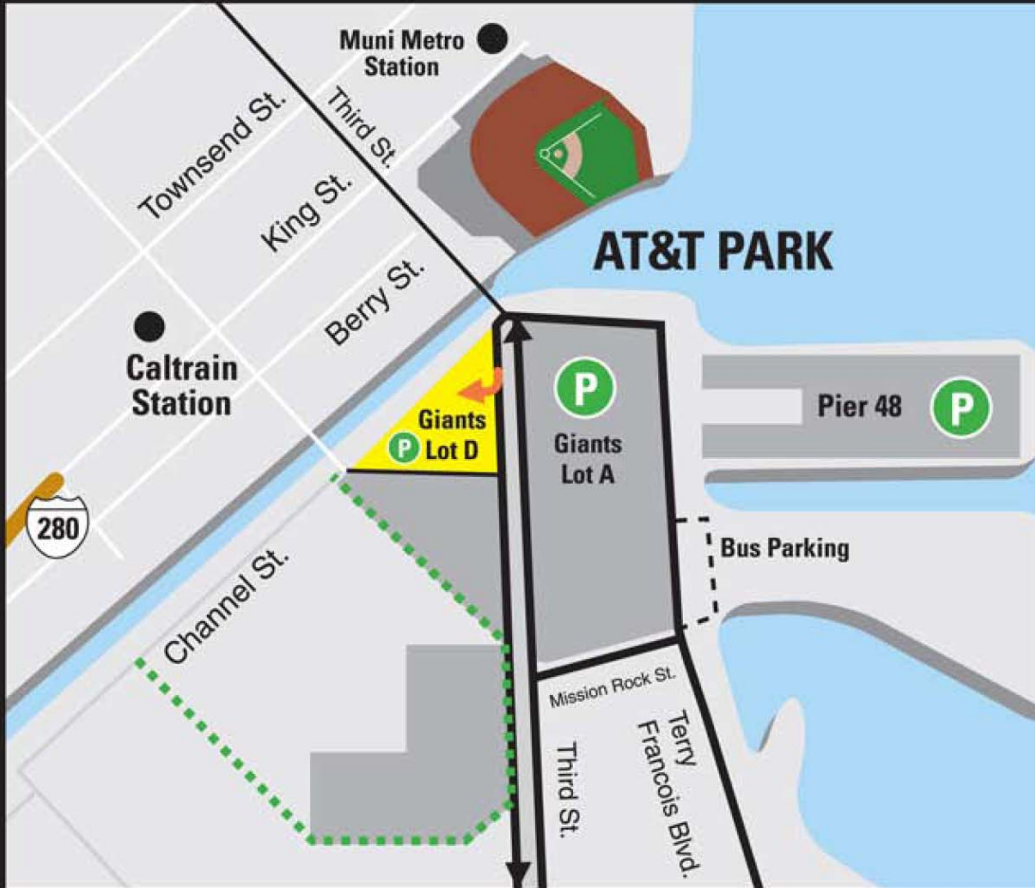 Muni Metro
Station
Third St.
Townsend St.
King St.
AT&T PARK
Berry St.
Caltrain
Station
P
Pier 48
P
Giants
Lot D
P
Giants
Lot A
280
Bus Parking
Channel St.
Mission Rock St.
Terry
Francois Blvd.
Third St.